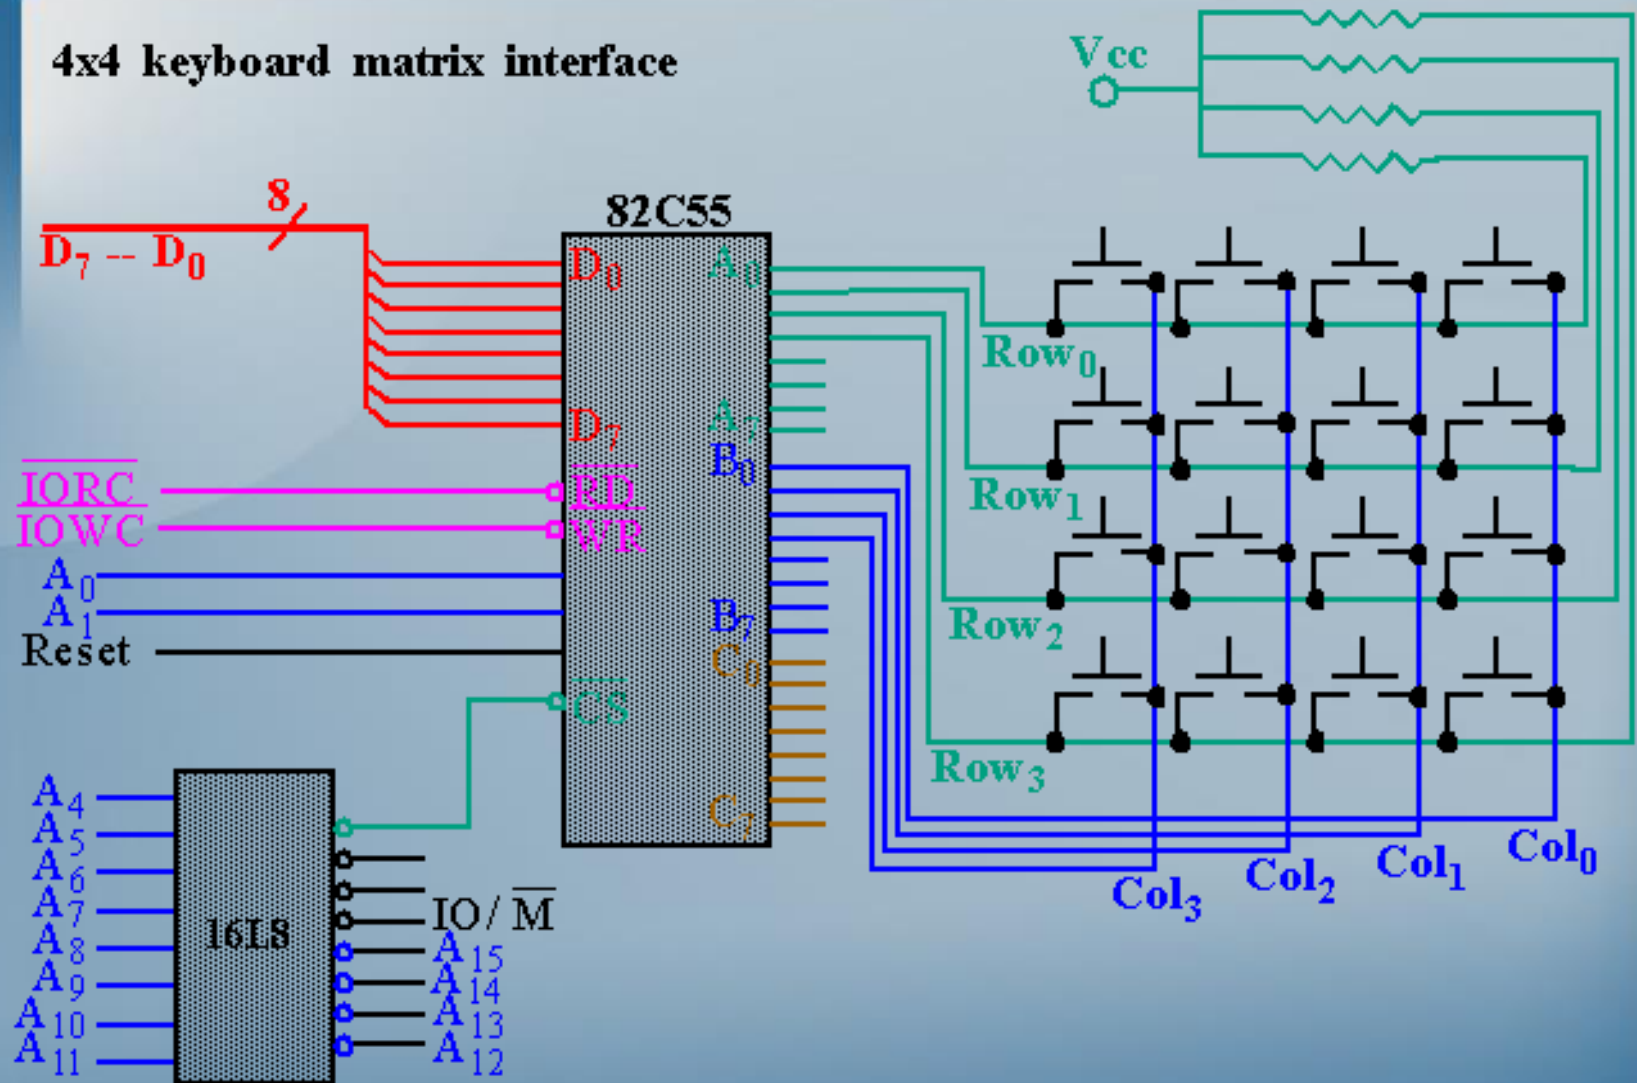 4x4 keyboard matrix interface
Vcc
8
D7 -- D0
82C55
D0
A0
D7
A7
B0
IORC
RD
IOWC
WR
A0
A1
B7
Reset
C0
CS
C7
Row0
Row1
Row2
Row3
Col3
Col2
Col1
Col0
A4
A5
A6
A7
A8
A9
A10
A11
16L8
IO/M
A15
A14
A13
A12